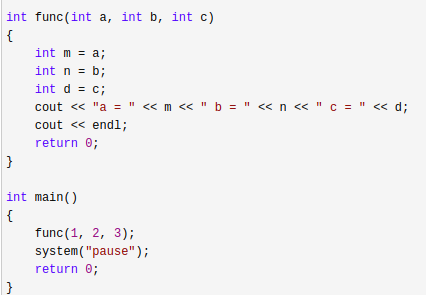 int func(int a, int b, int c)
{
    int m = a;
    int n = b;
    int d = c;
    cout << "a = " << m << " b = " << n << " c = " << d;
    cout << endl;
    return 0;
}

int main()
{
    func(1, 2, 3);
    system("pause");
    return 0;
}